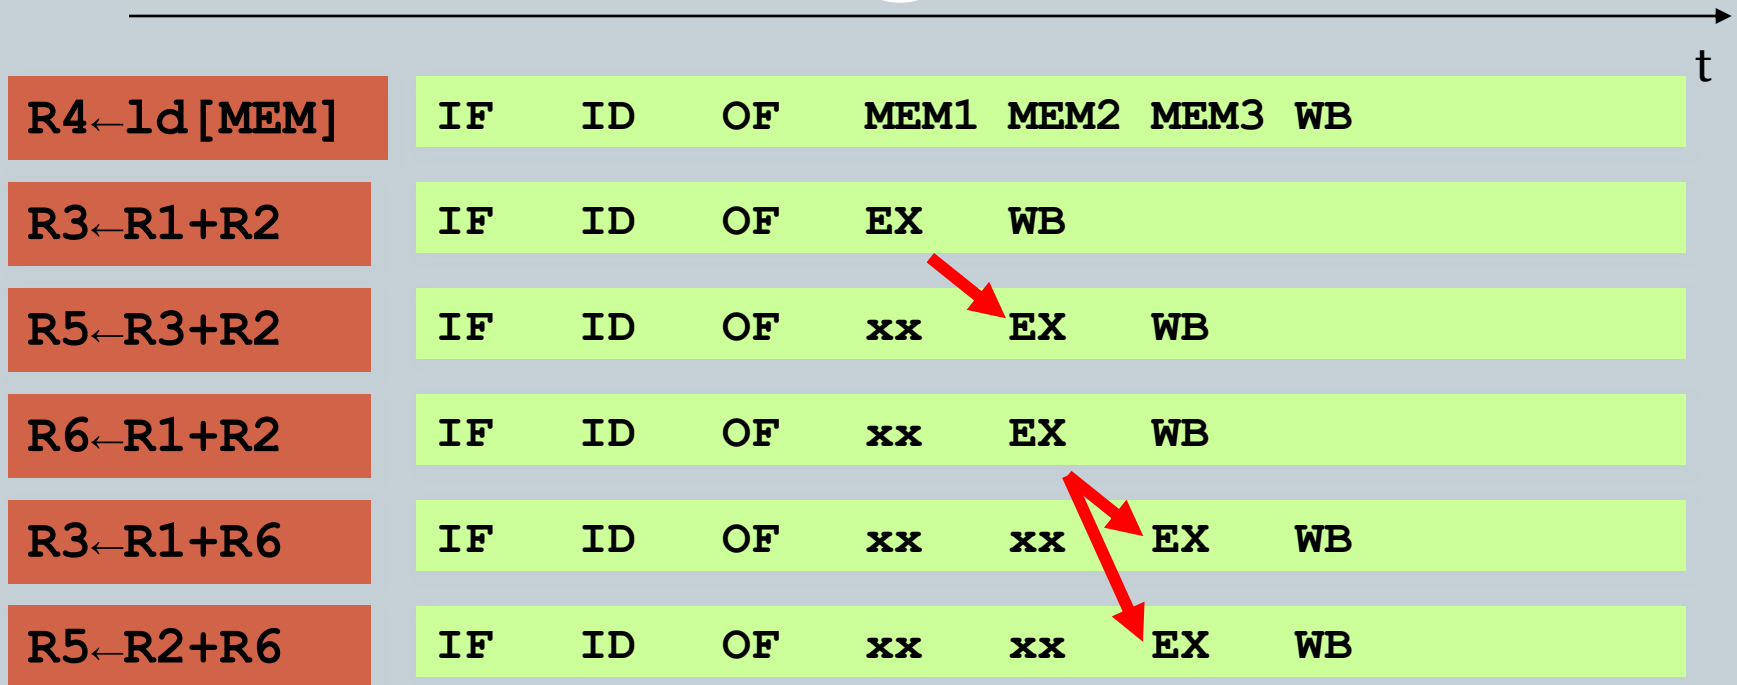 t
R4←ld[MEM] IF ID OF MEM1 MEM2 MEM3 WB
R3←R1+R2 IF ID OF EX WB
R5←R3+R2 IF ID OF xx EX WB
R6←R1+R2 IF ID OF xx EX WB
R3←R1+R6 IF ID OF xx xx EX WB
R5←R2+R6 IF ID OF xx xx EX WB